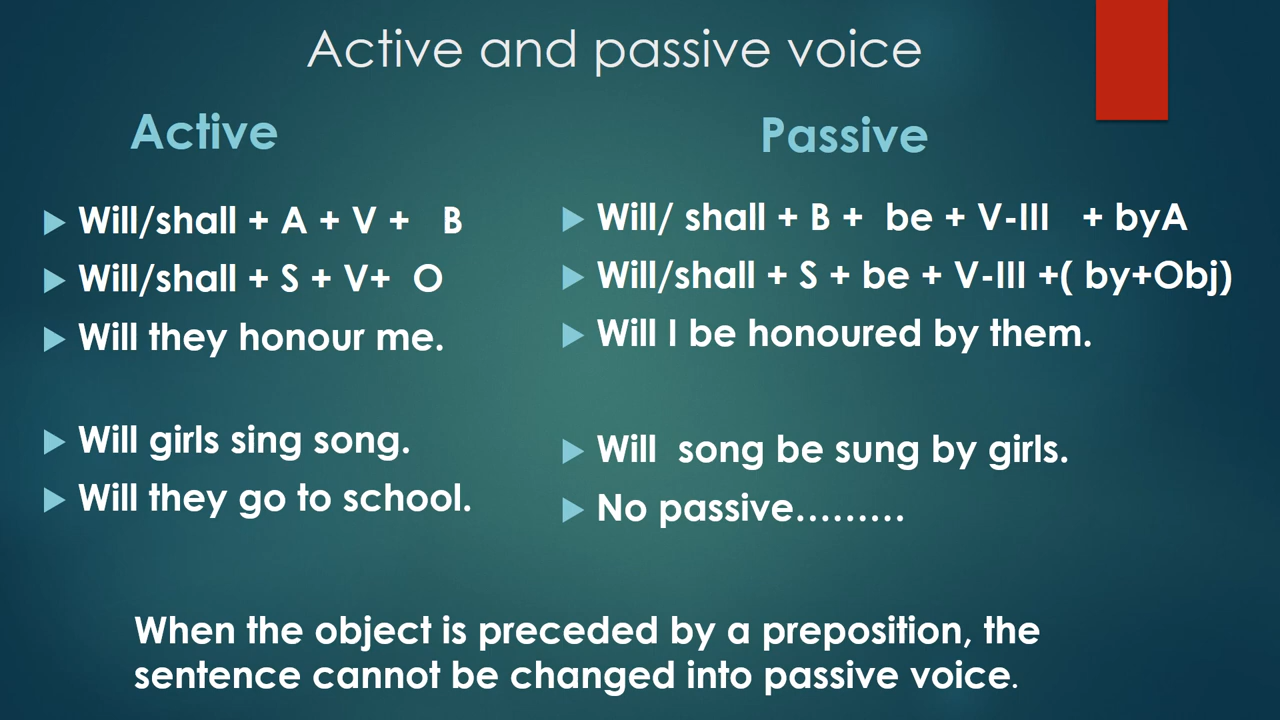 Active and passive voice
Active
Will/shall + A + V + B
Will/shall + S + V+ O
Will they honour me.
Will girls sing song.
Will they go to school.
Passive
Will/ shall + B + be + V-III + byA
Will/shall + S + be + V-III +( by+Obj)
Will I be honoured by them.
Will song be sung by girls.
No passive.........
When the object is preceded by a preposition, the
sentence cannot be changed into passive voice.